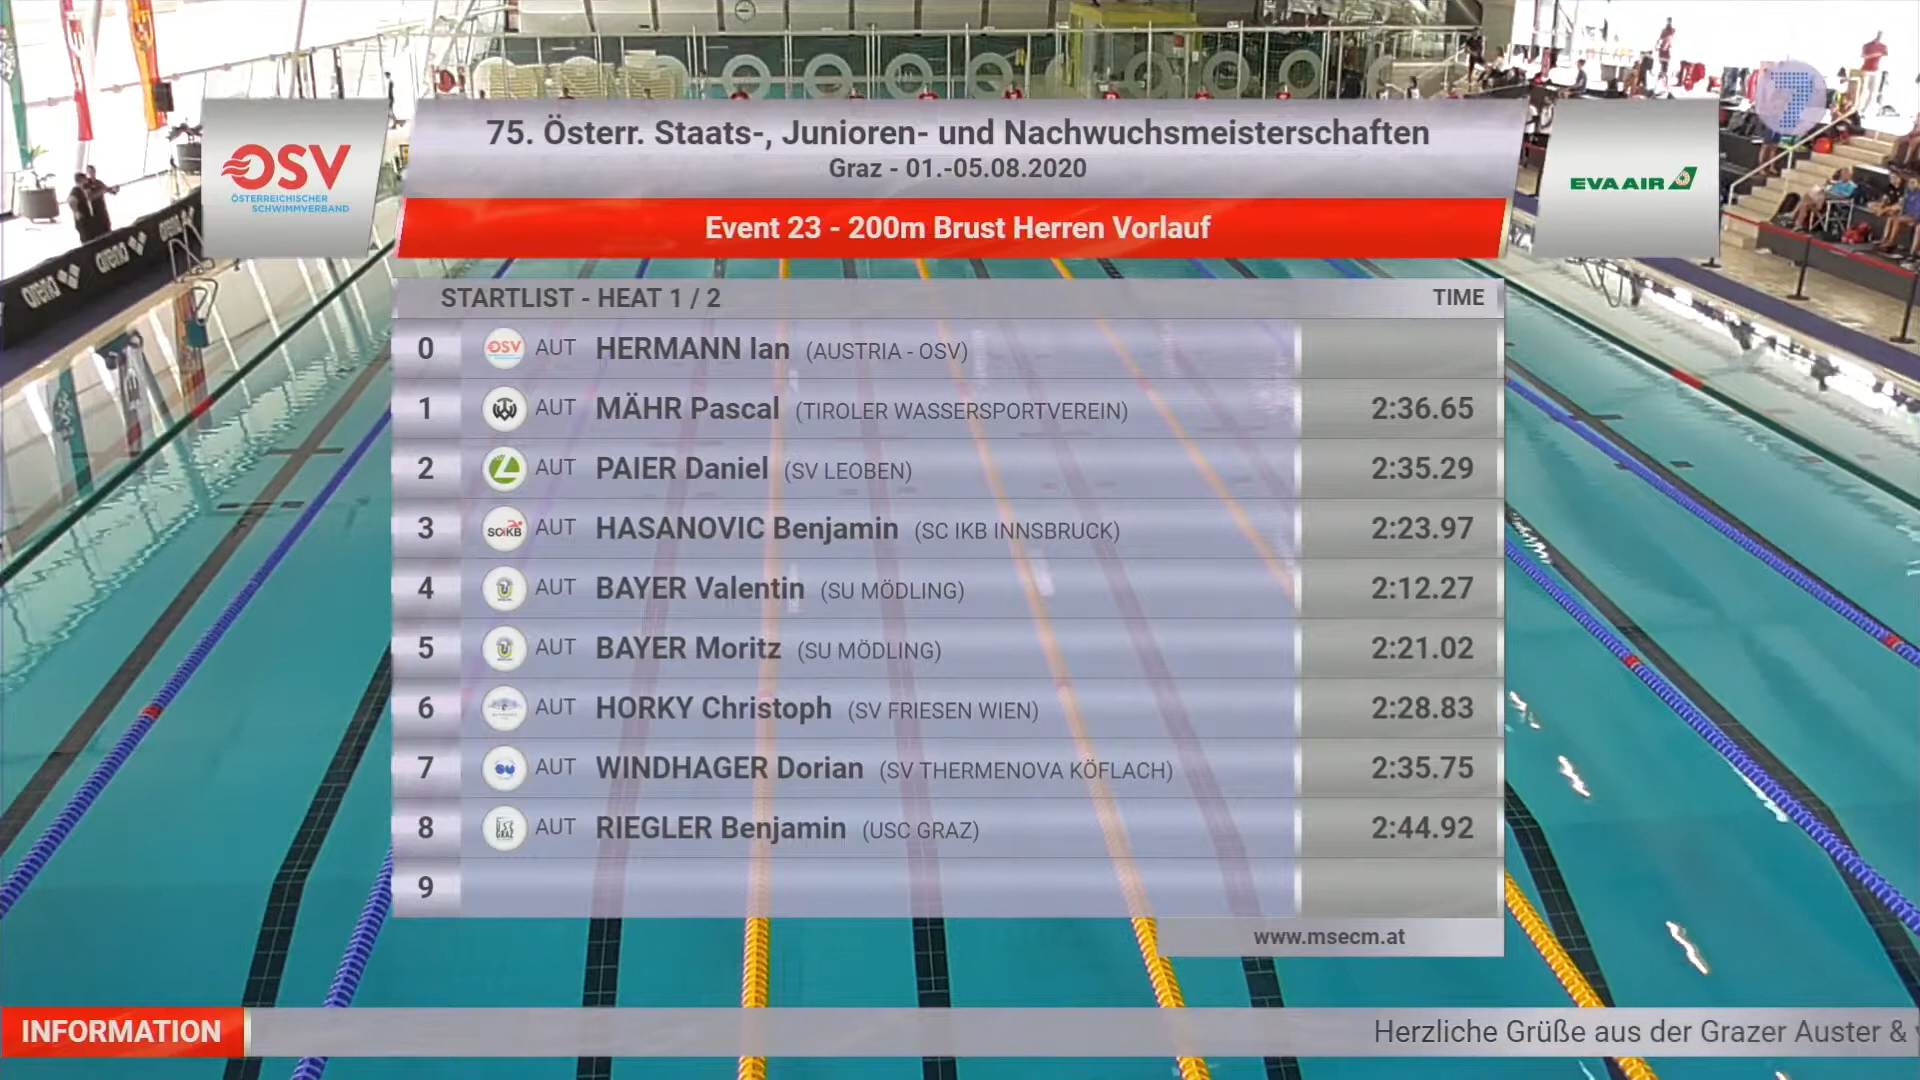 75. Österr. Staats-, Junioren- und Nachwuchsmeisterschaften
Graz - 01.-05.08.2020
OSV
ÖSTERREICHISCHER
SCHWIMMVERBAND
EVA AIR
Event 23 - 200m Brust Herren Vorlauf
arena arena arena
STARTLIST - HEAT 1 / 2 TIME
0 OSV AUT HERMANN Ian (AUSTRIA - OSV)
1 AUT MÄHR Pascal (TIROLER WASSERSPORTVEREIN) 2:36.65
2 AUT PAIER Daniel (SV LEOBEN) 2:35.29
3 SCIKB AUT HASANOVIC Benjamin (SC IKB INNSBRUCK) 2:23.97
4 AUT BAYER Valentin (SU MÖDLING) 2:12.27
5 AUT BAYER Moritz (SU MÖDLING) 2:21.02
6 AUT HORKY Christoph (SV FRIESEN WIEN) 2:28.83
7 AUT WINDHAGER Dorian (SV THERMENOVA KÖFLACH) 2:35.75
8 AUT RIEGLER Benjamin (USC GRAZ) 2:44.92
9
www.msecm.at
INFORMATION Herzliche Grüße aus der Grazer Auster &